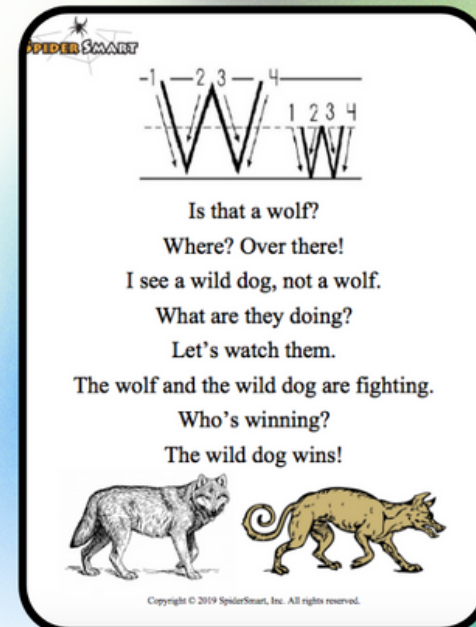 SPIDER SMART
1 2 3 4
W
1 2 3 4
w
Is that a wolf?
Where? Over there!
I see a wild dog, not a wolf.
What are they doing?
Let's watch them.
The wolf and the wild dog are fighting.
Who's winning?
The wild dog wins!
Copyright © 2019 SpiderSmart, Inc. All rights reserved.